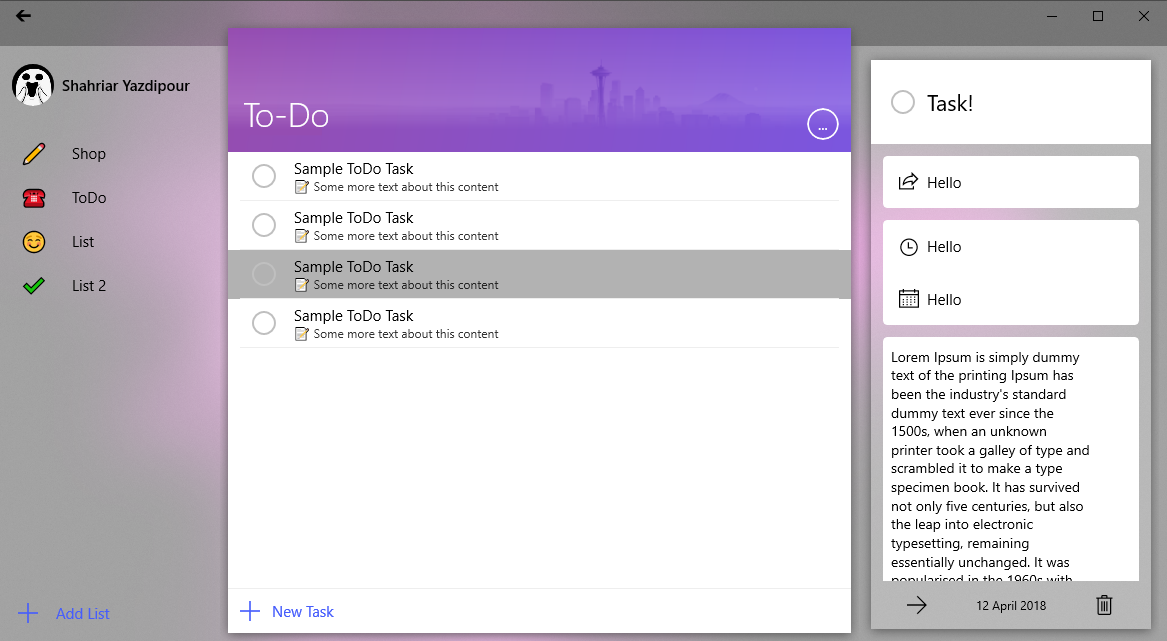 Shahriar Yazdipour
Shop
ToDo
List
List 2
Add List
To-Do
...
Sample ToDo Task
Some more text about this content
Sample ToDo Task
Some more text about this content
Sample ToDo Task
Some more text about this content
Sample ToDo Task
Some more text about this content
New Task
Task!
Hello
Hello
Hello
Lorem Ipsum is simply dummy
text of the printing Ipsum has
been the industry's standard
dummy text ever since the
1500s, when an unknown
printer took a galley of type and
scrambled it to make a type
specimen book. It has survived
not only five centuries, but also
the leap into electronic
typesetting, remaining
essentially unchanged. It was
popularised in the 1960s with
12 April 2018